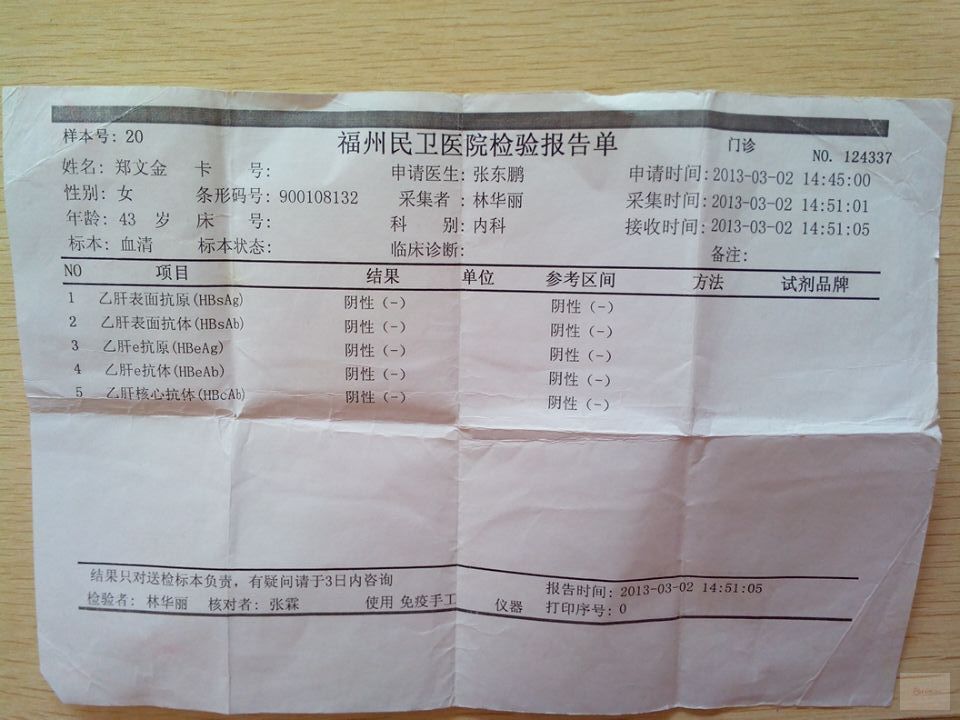 福州民卫医院检验报告单
样本号: 20 门诊 NO. 124337
姓名: 郑文金 卡 号: 申请医生: 张东鹏 申请时间: 2013-03-02 14:45:00
性别: 女 条形码号: 900108132 采集者 : 林华丽 采集时间: 2013-03-02 14:51:01
年龄: 43 岁 床 号: 科 别: 内科 接收时间: 2013-03-02 14:51:05
标本: 血清 标本状态: 临床诊断: 备注:
NO 项目 结果 单位 参考区间 方法 试剂品牌
1 乙肝表面抗原(HBsAg) 阴性（-） 阴性（-）
2 乙肝表面抗体(HBsAb) 阴性（-） 阴性（-）
3 乙肝e抗原(HBeAg) 阴性（-） 阴性（-）
4 乙肝e抗体(HBeAb) 阴性（-） 阴性（-）
5 乙肝核心抗体(HBcAb) 阴性（-） 阴性（-）
结果只对送检标本负责，有疑问请于3日内咨询 报告时间: 2013-03-02 14:51:05
检验者: 林华丽 核对者: 张霖 使用 免疫手工 仪器 打印序号: 0